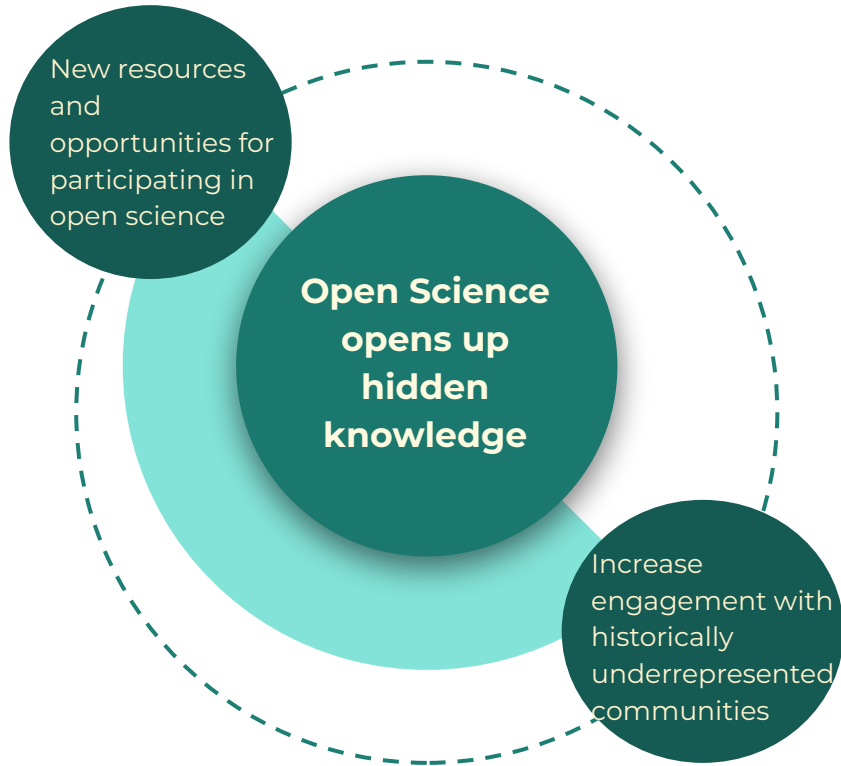 New resources
and
opportunities for
participating in
open science
Open Science
opens up
hidden
knowledge
Increase
engagement with
historically
underrepresented
communities